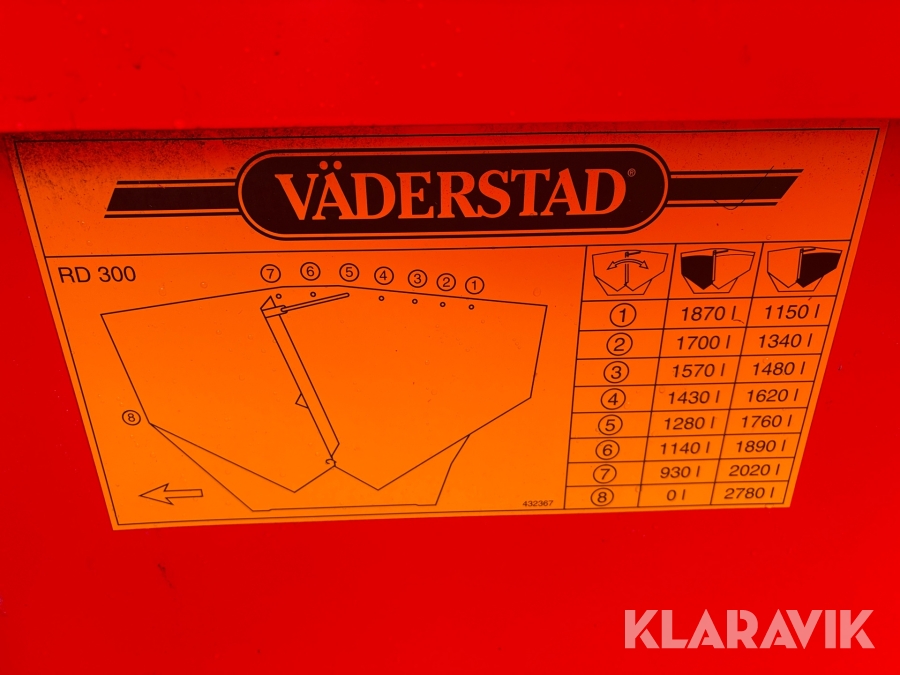 VÄDERSTAD®
RD 300
⑦ ⑥ ⑤ ④ ③ ② ①
⑧
432367
① 1870 l 1150 l
② 1700 l 1340 l
③ 1570 l 1480 l
④ 1430 l 1620 l
⑤ 1280 l 1760 l
⑥ 1140 l 1890 l
⑦ 930 l 2020 l
⑧ 0 l 2780 l
KLARAVIK